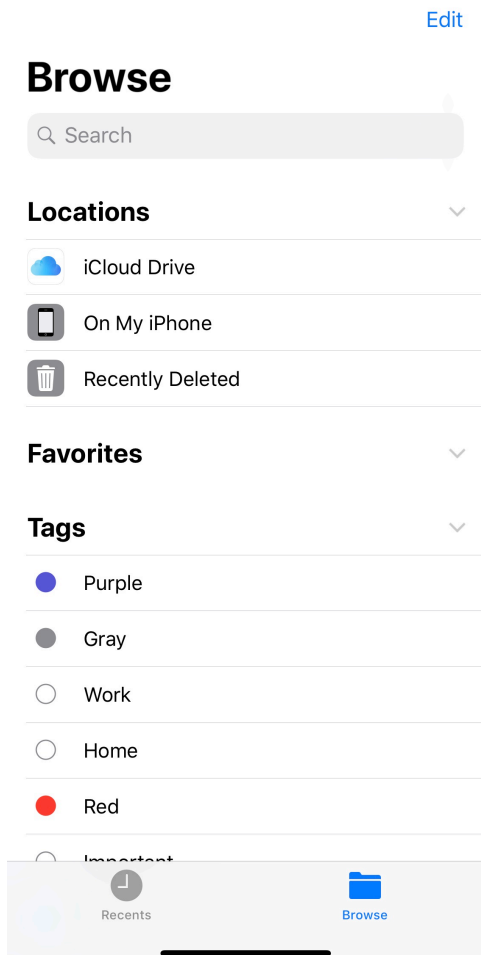 Edit
Browse
Search
Locations
iCloud Drive
On My iPhone
Recently Deleted
Favorites
Tags
Purple
Gray
Work
Home
Red
Important
Recents
Browse